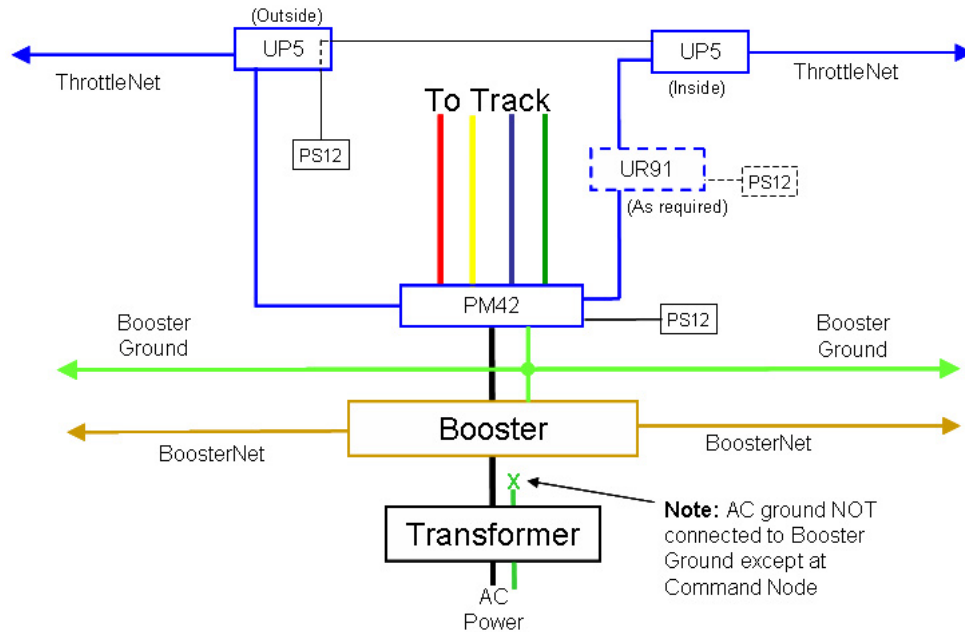 (Outside)
UP5
UP5
ThrottleNet
(Inside)
ThrottleNet
To Track
PS12
UR91
PS12
(As required)
PM42
PS12
Booster
Ground
Booster
Ground
Booster
BoosterNet
BoosterNet
X
Note: AC ground NOT
connected to Booster
Ground except at
Command Node
Transformer
AC
Power